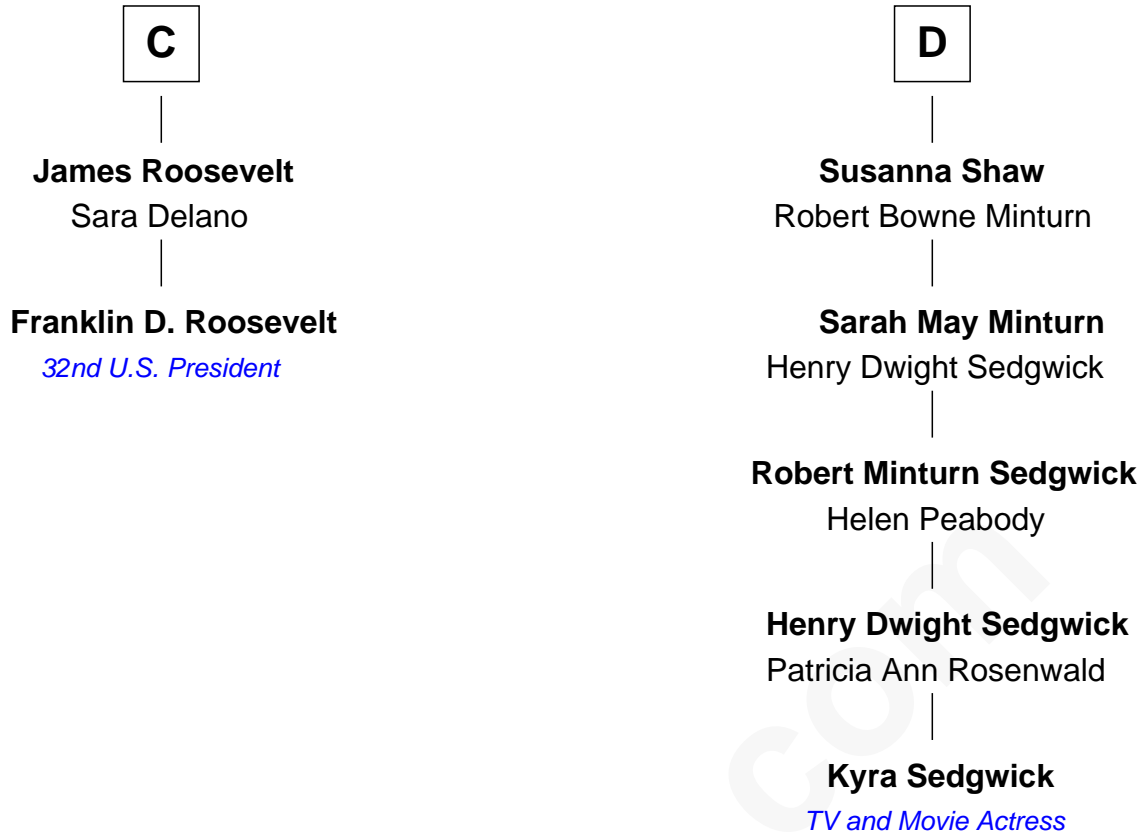 C
James Roosevelt
Sara Delano
Franklin D. Roosevelt
32nd U.S. President
D
Susanna Shaw
Robert Bowne Minturn
Sarah May Minturn
Henry Dwight Sedgwick
Robert Minturn Sedgwick
Helen Peabody
Henry Dwight Sedgwick
Patricia Ann Rosenwald
Kyra Sedgwick
TV and Movie Actress
com